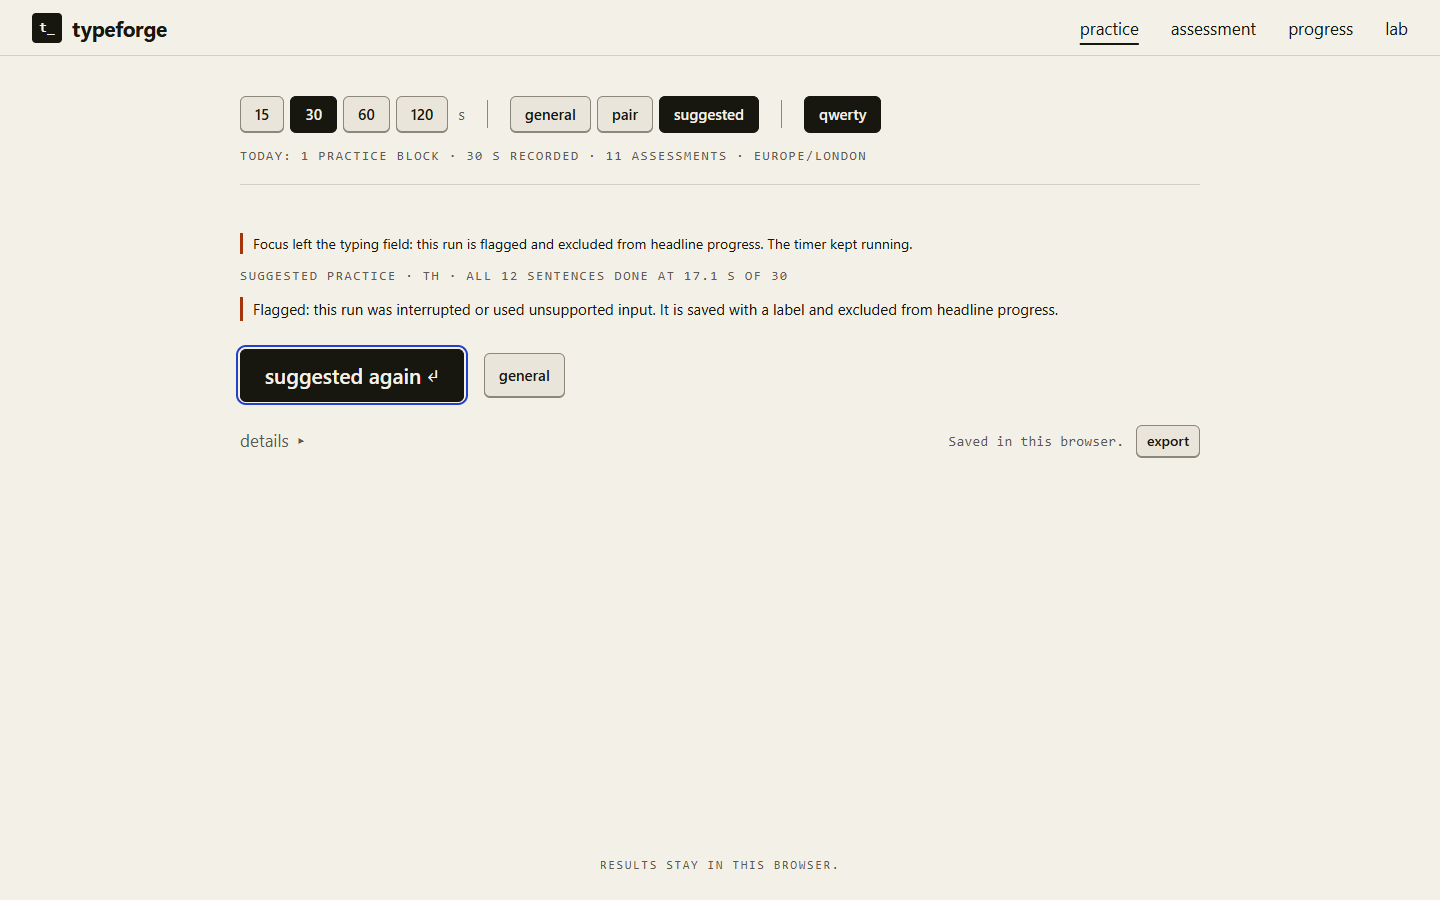 t_ typeforge practice assessment progress lab
15 30 60 120 s general pair suggested qwerty
TODAY: 1 PRACTICE BLOCK · 30 S RECORDED · 11 ASSESSMENTS · EUROPE/LONDON
Focus left the typing field: this run is flagged and excluded from headline progress. The timer kept running.
SUGGESTED PRACTICE · TH · ALL 12 SENTENCES DONE AT 17.1 S OF 30
Flagged: this run was interrupted or used unsupported input. It is saved with a label and excluded from headline progress.
suggested again ↵ general
details ▸ Saved in this browser. export
RESULTS STAY IN THIS BROWSER.